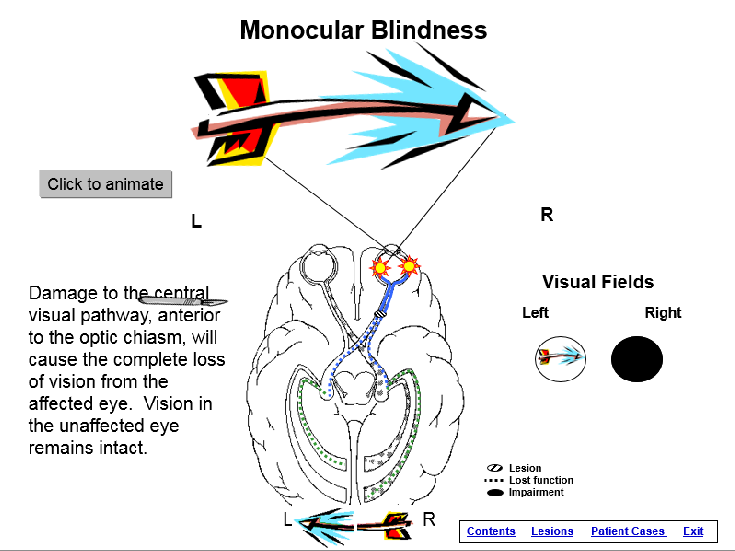 Monocular Blindness
Click to animate
L
R
Damage to the central
visual pathway, anterior
to the optic chiasm, will
cause the complete loss
of vision from the
affected eye.  Vision in
the unaffected eye
remains intact.
Visual Fields
Left
Right
Lesion
Lost function
Impairment
L
R
Contents Lesions Patient Cases Exit